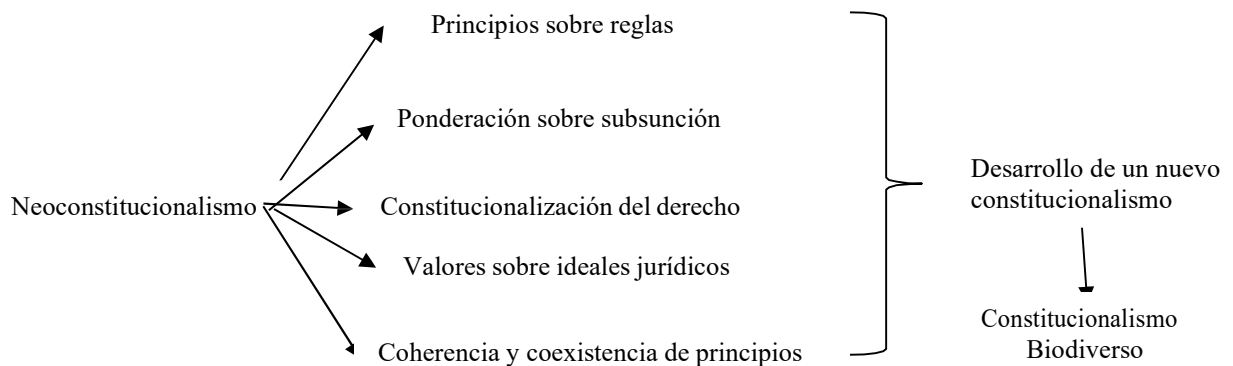 Principios sobre reglas
Ponderación sobre subsunción
Neoconstitucionalismo
Constitucionalización del derecho
Valores sobre ideales jurídicos
Coherencia y coexistencia de principios
Desarrollo de un nuevo
constitucionalismo
Constitucionalismo
Biodiverso